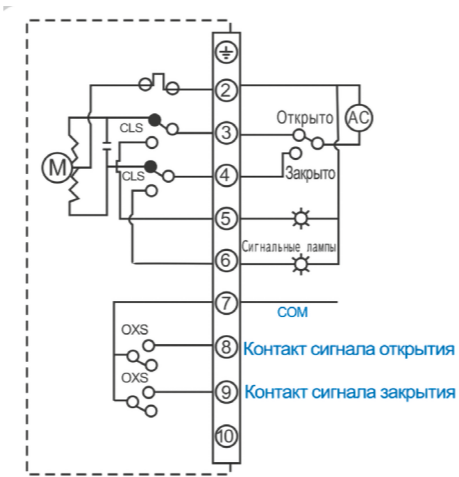 2
Открыто
AC
CLS
3
M
CLS
4
Закрыто
5
Сигнальные лампы
6
7
COM
OXS
8
Контакт сигнала открытия
OXS
9
Контакт сигнала закрытия
10